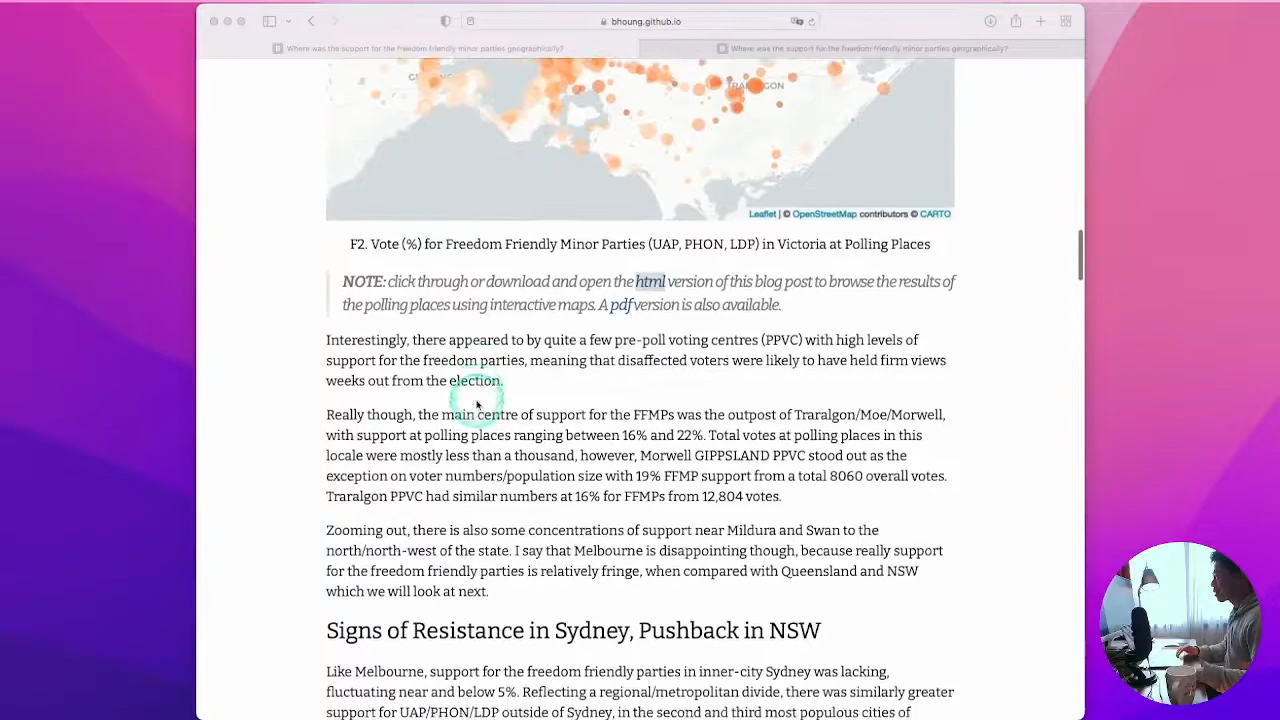 bhoung.github.io
Where was the support for the freedom friendly minor parties geographically?
Where was the support for the freedom friendly minor parties geographically?
TRARALGON
Leaflet | © OpenStreetMap contributors © CARTO
F2. Vote (%) for Freedom Friendly Minor Parties (UAP, PHON, LDP) in Victoria at Polling Places
NOTE: click through or download and open the html version of this blog post to browse the results of
the polling places using interactive maps. A pdf version is also available.
Interestingly, there appeared to by quite a few pre-poll voting centres (PPVC) with high levels of
support for the freedom parties, meaning that disaffected voters were likely to have held firm views
weeks out from the election.
Really though, the main centre of support for the FFMPs was the outpost of Traralgon/Moe/Morwell,
with support at polling places ranging between 16% and 22%. Total votes at polling places in this
locale were mostly less than a thousand, however, Morwell GIPPSLAND PPVC stood out as the
exception on voter numbers/population size with 19% FFMP support from a total 8060 overall votes.
Traralgon PPVC had similar numbers at 16% for FFMPs from 12,804 votes.
Zooming out, there is also some concentrations of support near Mildura and Swan to the
north/north-west of the state. I say that Melbourne is disappointing though, because really support
for the freedom friendly parties is relatively fringe, when compared with Queensland and NSW
which we will look at next.
Signs of Resistance in Sydney, Pushback in NSW
Like Melbourne, support for the freedom friendly parties in inner-city Sydney was lacking,
fluctuating near and below 5%. Reflecting a regional/metropolitan divide, there was similarly greater
support for UAP/PHON/LDP outside of Sydney, in the second and third most populous cities of